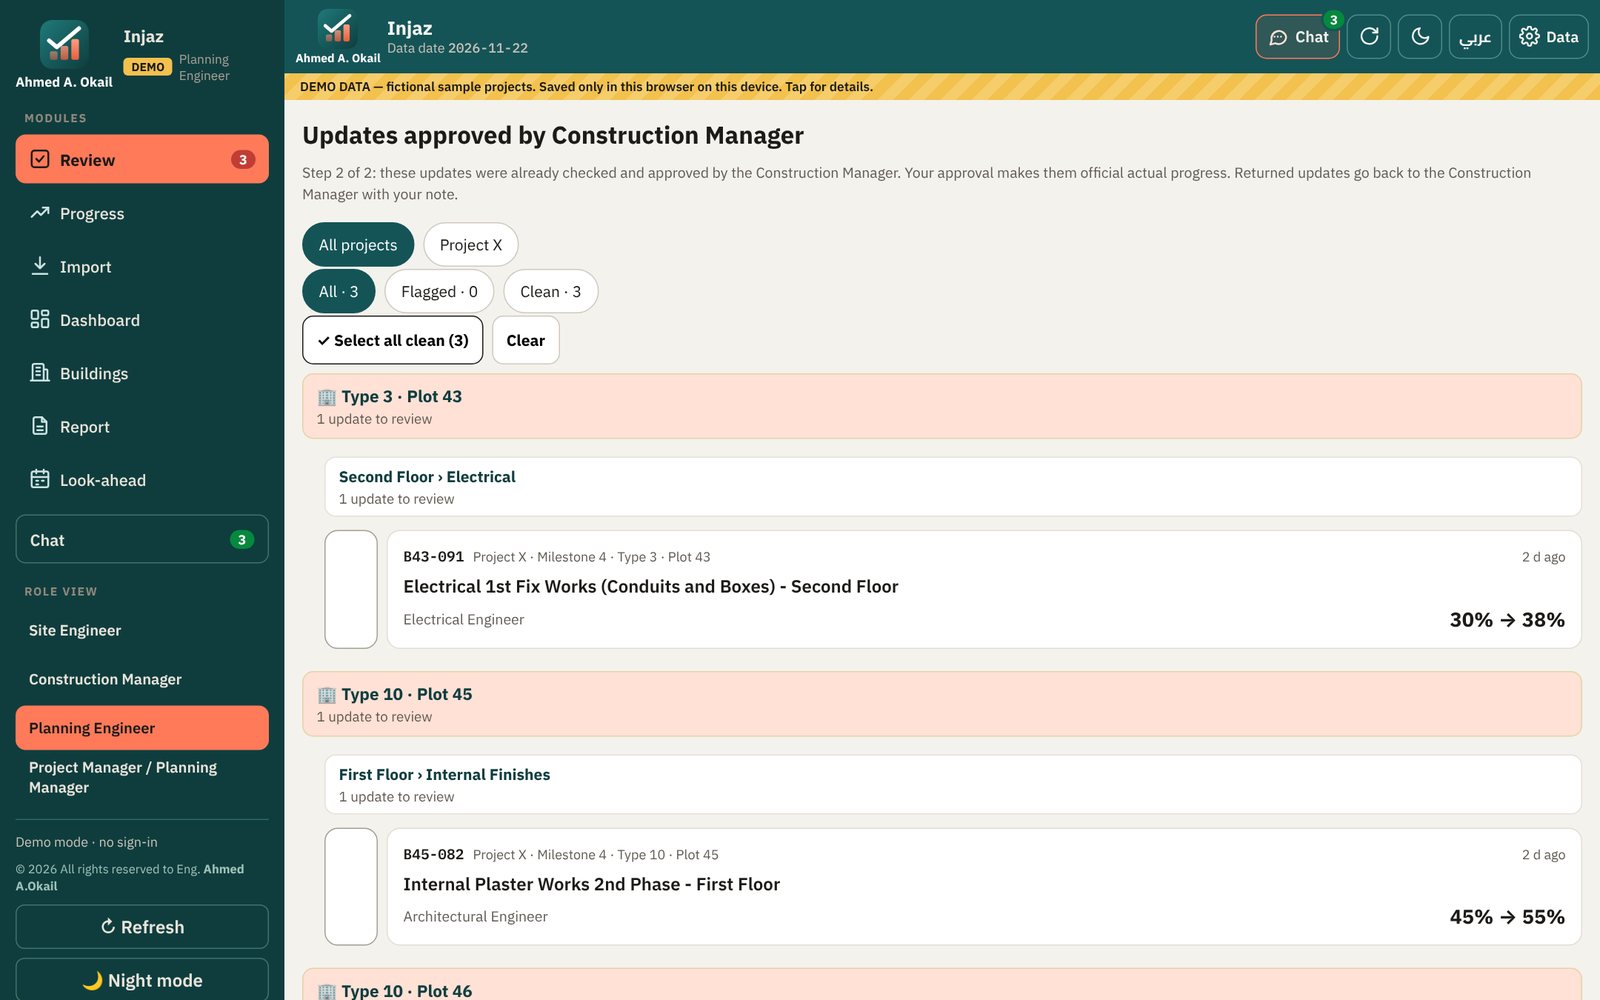 Injaz
DEMO
Planning Engineer
Ahmed A. Okail
MODULES
Review 3
Progress
Import
Dashboard
Buildings
Report
Look-ahead
Chat 3
ROLE VIEW
Site Engineer
Construction Manager
Planning Engineer
Project Manager / Planning
Manager
Demo mode · no sign-in
© 2026 All rights reserved to Eng. Ahmed
A.Okail
↻ Refresh
🌙 Night mode
Ahmed A. Okail
Injaz
Data date 2026-11-22
Chat 3
عربي
Data
DEMO DATA — fictional sample projects. Saved only in this browser on this device. Tap for details.
Updates approved by Construction Manager
Step 2 of 2: these updates were already checked and approved by the Construction Manager. Your approval makes them official actual progress. Returned updates go back to the Construction
Manager with your note.
All projects Project X
All · 3 Flagged · 0 Clean · 3
✓ Select all clean (3) Clear
🏢 Type 3 · Plot 43
1 update to review
Second Floor › Electrical
1 update to review
B43-091 Project X · Milestone 4 · Type 3 · Plot 43 2 d ago
Electrical 1st Fix Works (Conduits and Boxes) - Second Floor
Electrical Engineer 30% → 38%
🏢 Type 10 · Plot 45
1 update to review
First Floor › Internal Finishes
1 update to review
B45-082 Project X · Milestone 4 · Type 10 · Plot 45 2 d ago
Internal Plaster Works 2nd Phase - First Floor
Architectural Engineer 45% → 55%
🏢 Type 10 · Plot 46